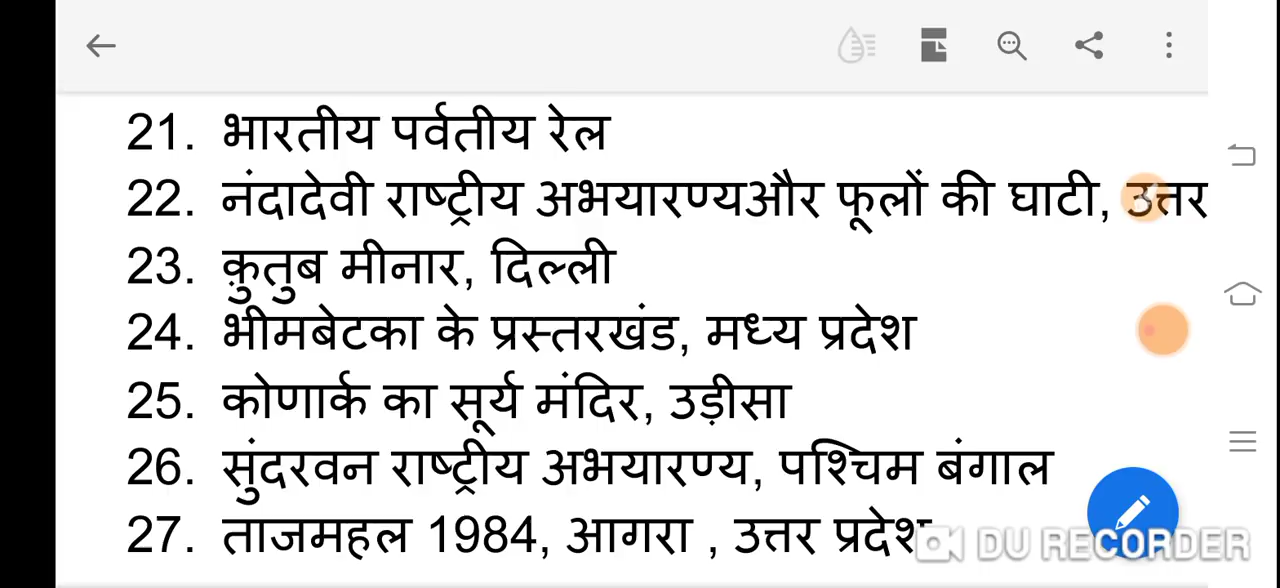 21. भारतीय पर्वतीय रेल
22. नंदादेवी राष्ट्रीय अभयारण्यऔर फूलों की घाटी, उत्तर
23. क़ुतुब मीनार, दिल्ली
24. भीमबेटका के प्रस्तरखंड, मध्य प्रदेश
25. कोणार्क का सूर्य मंदिर, उड़ीसा
26. सुंदरवन राष्ट्रीय अभयारण्य, पश्चिम बंगाल
27. ताजमहल 1984, आगरा , उत्तर प्रदेश
DU RECORDER